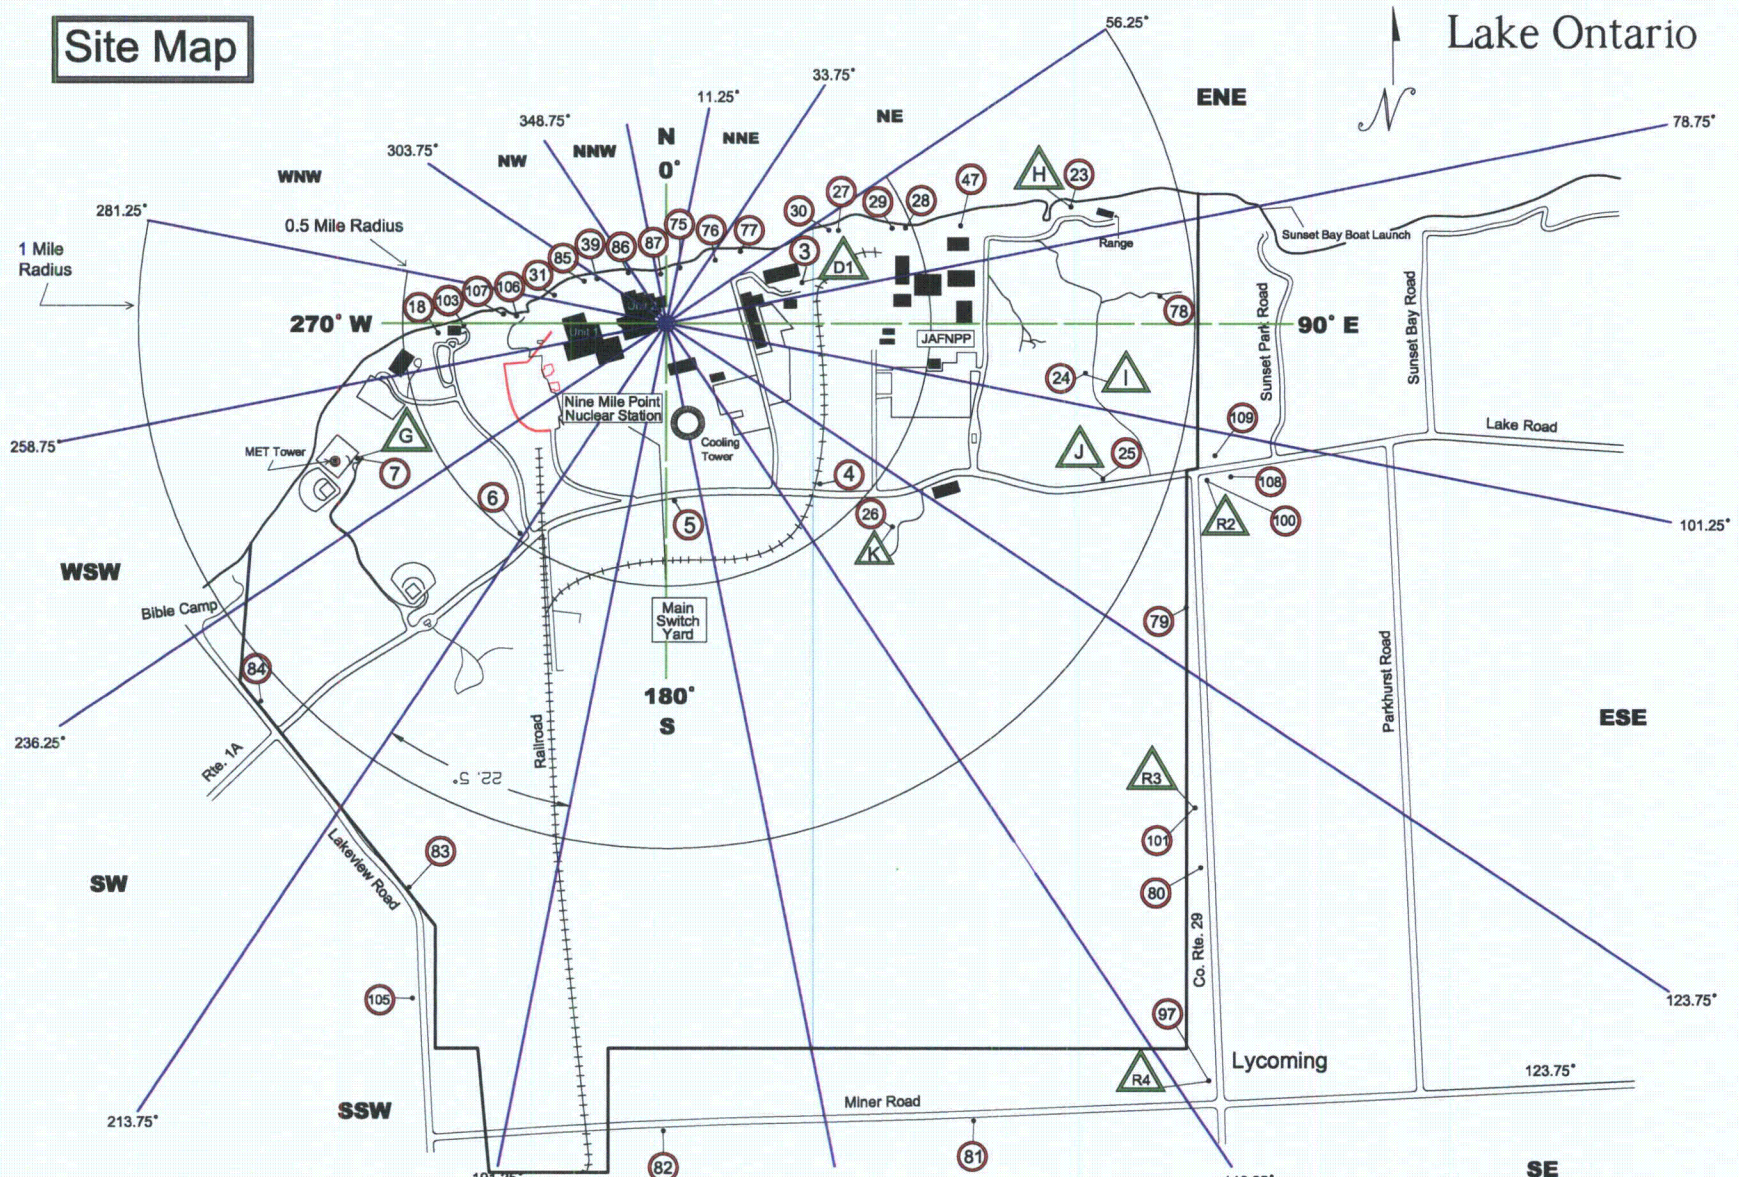 Site Map
Lake Ontario
N
56.25°
33.75°
11.25°
348.75°
303.75°
281.25°
78.75°
ENE
NE
NNE
N
0°
NNW
NW
WNW
0.5 Mile Radius
1 Mile
Radius
H
23
47
28
29
27
30
77
76
75
87
86
39
85
31
106
107
103
18
3
D1
Range
Sunset Bay Boat Launch
270° W
90° E
Unit 1
JAFNPP
78
24
I
Sunset Park Road
Sunset Bay Road
Nine Mile Point
Nuclear Station
Cooling
Tower
G
MET Tower
7
6
5
4
26
K
J
25
109
108
100
R2
Lake Road
258.75°
101.25°
WSW
Bible Camp
Main
Switch
Yard
79
84
180°
S
Parkhurst Road
ESE
236.25°
Rte. 1A
Railroad
22.5°
R3
101
80
83
Lakeview Road
SW
Co. Rte. 29
105
97
123.75°
Lycoming
R4
123.75°
Miner Road
SSW
213.75°
82
81
SE